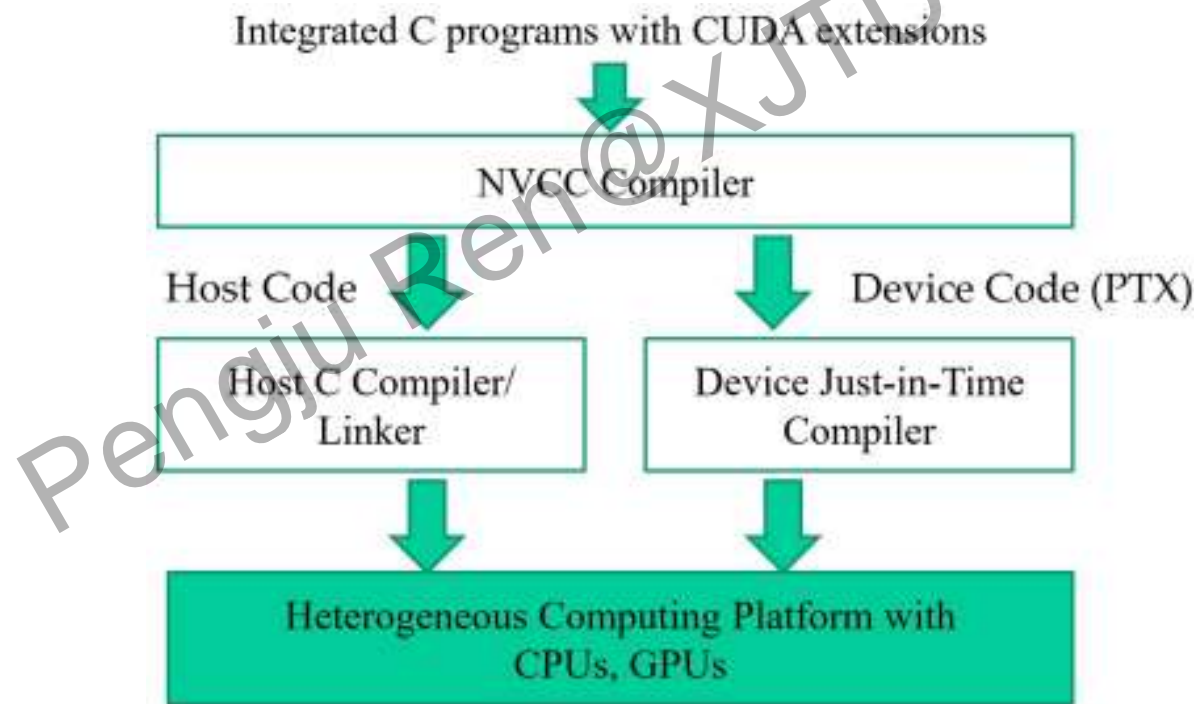 Integrated C programs with CUDA extensions
NVCC Compiler
Host Code
Device Code (PTX)
Host C Compiler/
Linker
Device Just-in-Time
Compiler
Heterogeneous Computing Platform with
CPUs, GPUs
Pengju Ren@XJTU